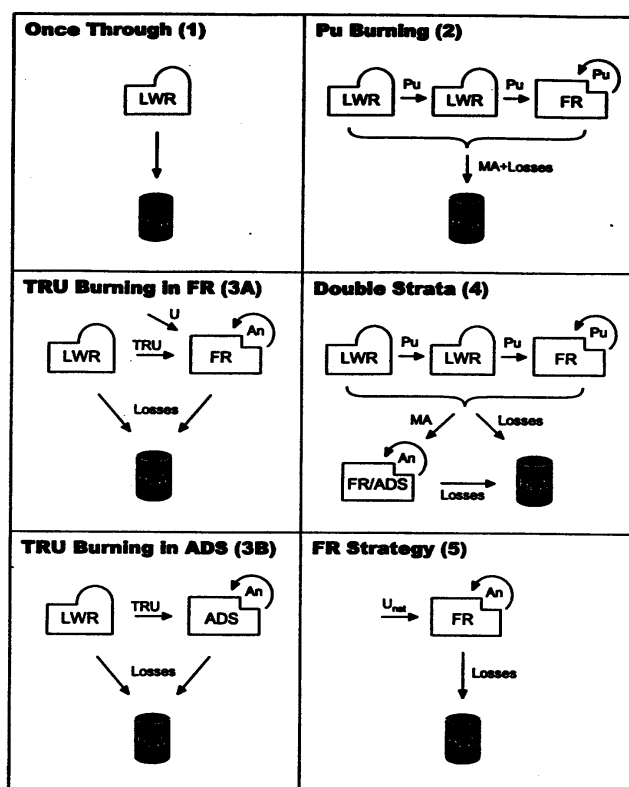 Once Through (1)
LWR
Pu Burning (2)
LWR
Pu
LWR
Pu
FR
Pu
MA+Losses
TRU Burning in FR (3A)
U
LWR
TRU
FR
An
Losses
Double Strata (4)
LWR
Pu
LWR
Pu
FR
Pu
MA
Losses
FR/ADS
An
Losses
TRU Burning in ADS (3B)
LWR
TRU
ADS
An
Losses
FR Strategy (5)
Unat
FR
An
Losses